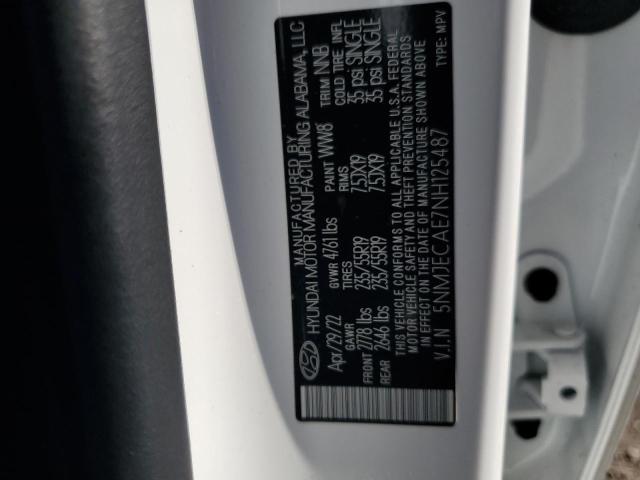 MANUFACTURED BY
HYUNDAI MOTOR MANUFACTURING ALABAMA, LLC
Apr/29/22 GVWR 4761 lbs PAINT WW8 TRIM NNB
GAWR TIRES RIMS COLD TIRE INFL
FRONT 2778 lbs 235/55R19 7.5JX19 35 psi SINGLE
REAR 2646 lbs 235/55R19 7.5JX19 35 psi SINGLE
THIS VEHICLE CONFORMS TO ALL APPLICABLE U.S.A. FEDERAL
MOTOR VEHICLE SAFETY AND THEFT PREVENTION STANDARDS
IN EFFECT ON THE DATE OF MANUFACTURE SHOWN ABOVE
V.I.N 5NMJECAE7NH125487 TYPE: MPV